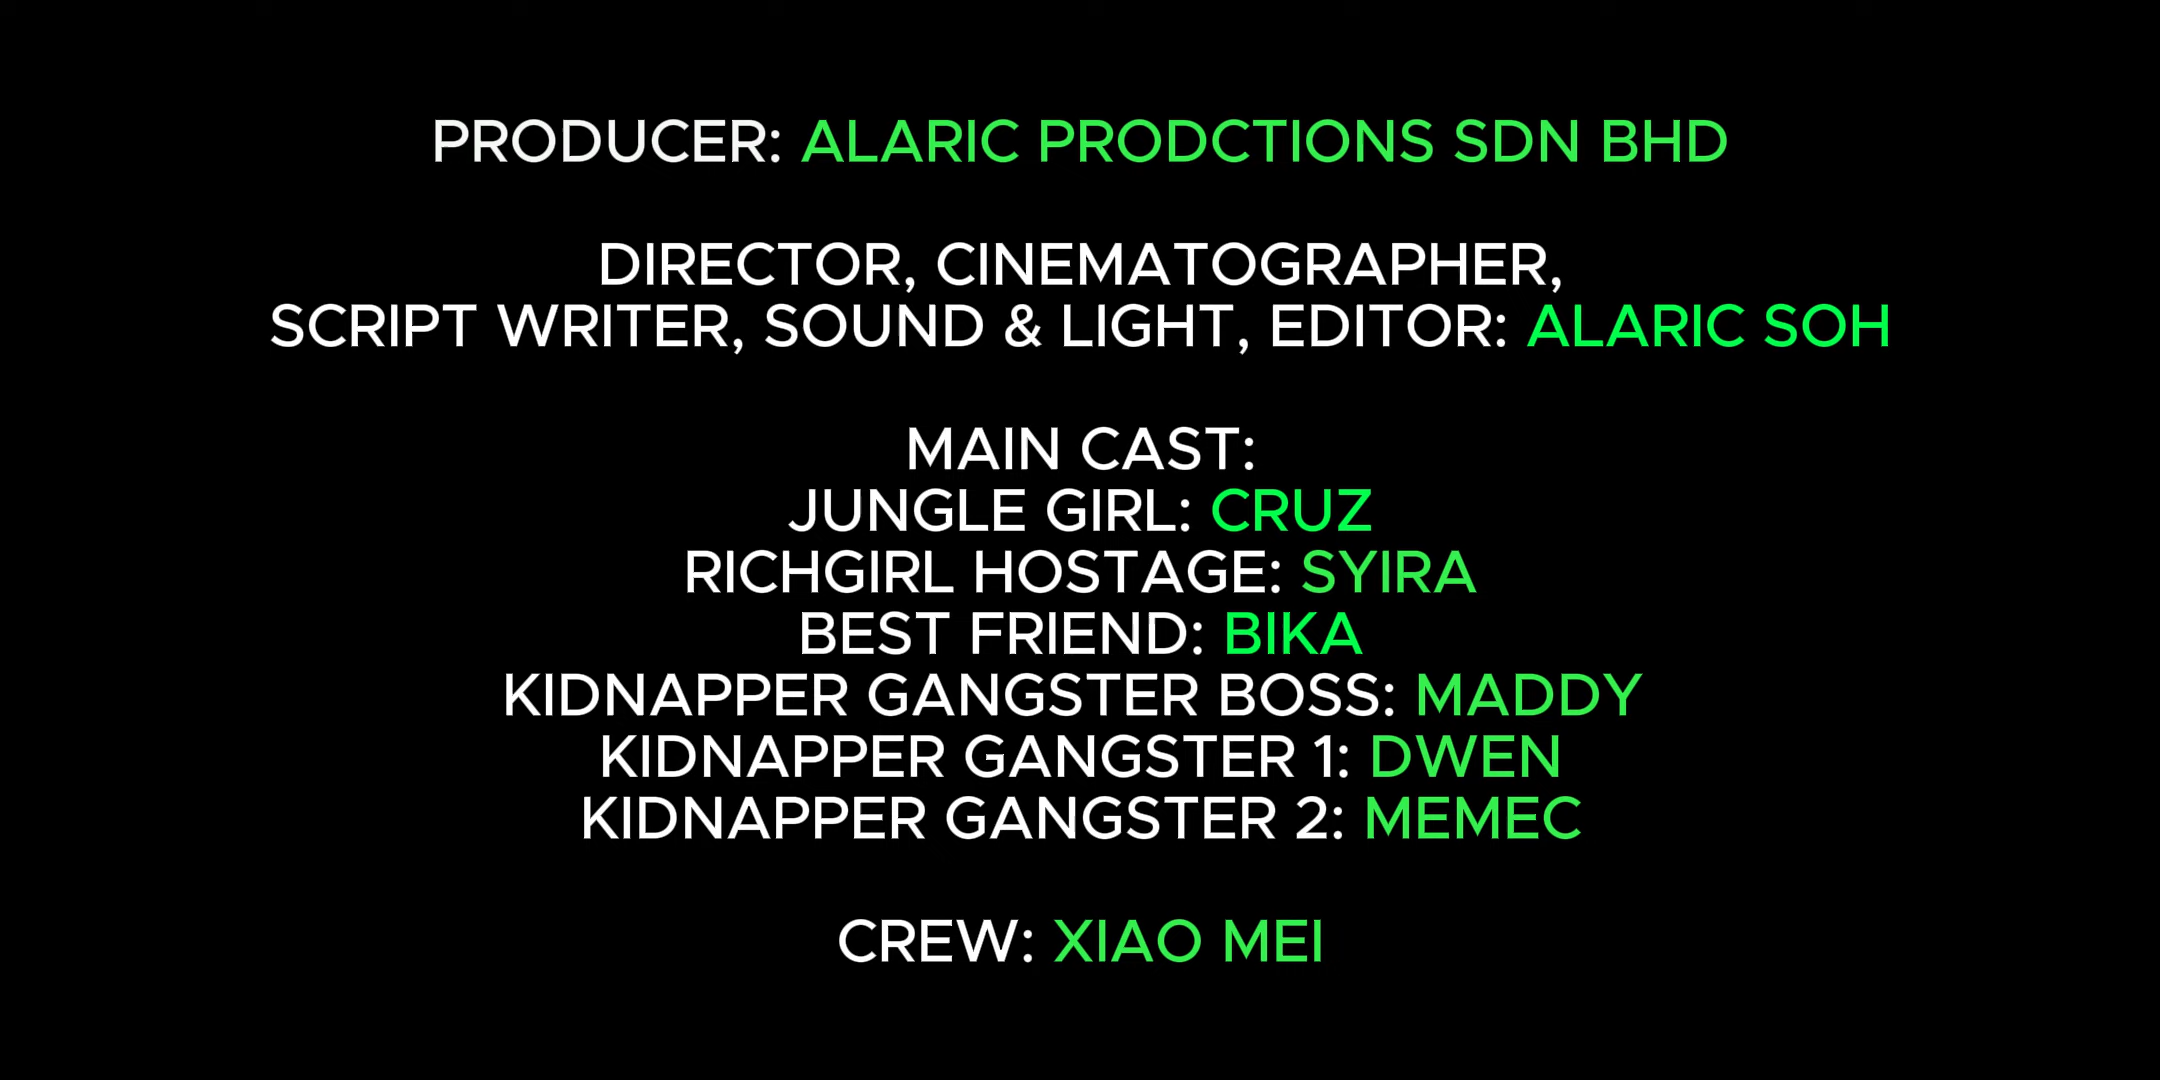 PRODUCER: ALARIC PRODCTIONS SDN BHD
DIRECTOR, CINEMATOGRAPHER,
SCRIPT WRITER, SOUND & LIGHT, EDITOR: ALARIC SOH
MAIN CAST:
JUNGLE GIRL: CRUZ
RICHGIRL HOSTAGE: SYIRA
BEST FRIEND: BIKA
KIDNAPPER GANGSTER BOSS: MADDY
KIDNAPPER GANGSTER 1: DWEN
KIDNAPPER GANGSTER 2: MEMEC
CREW: XIAO MEI